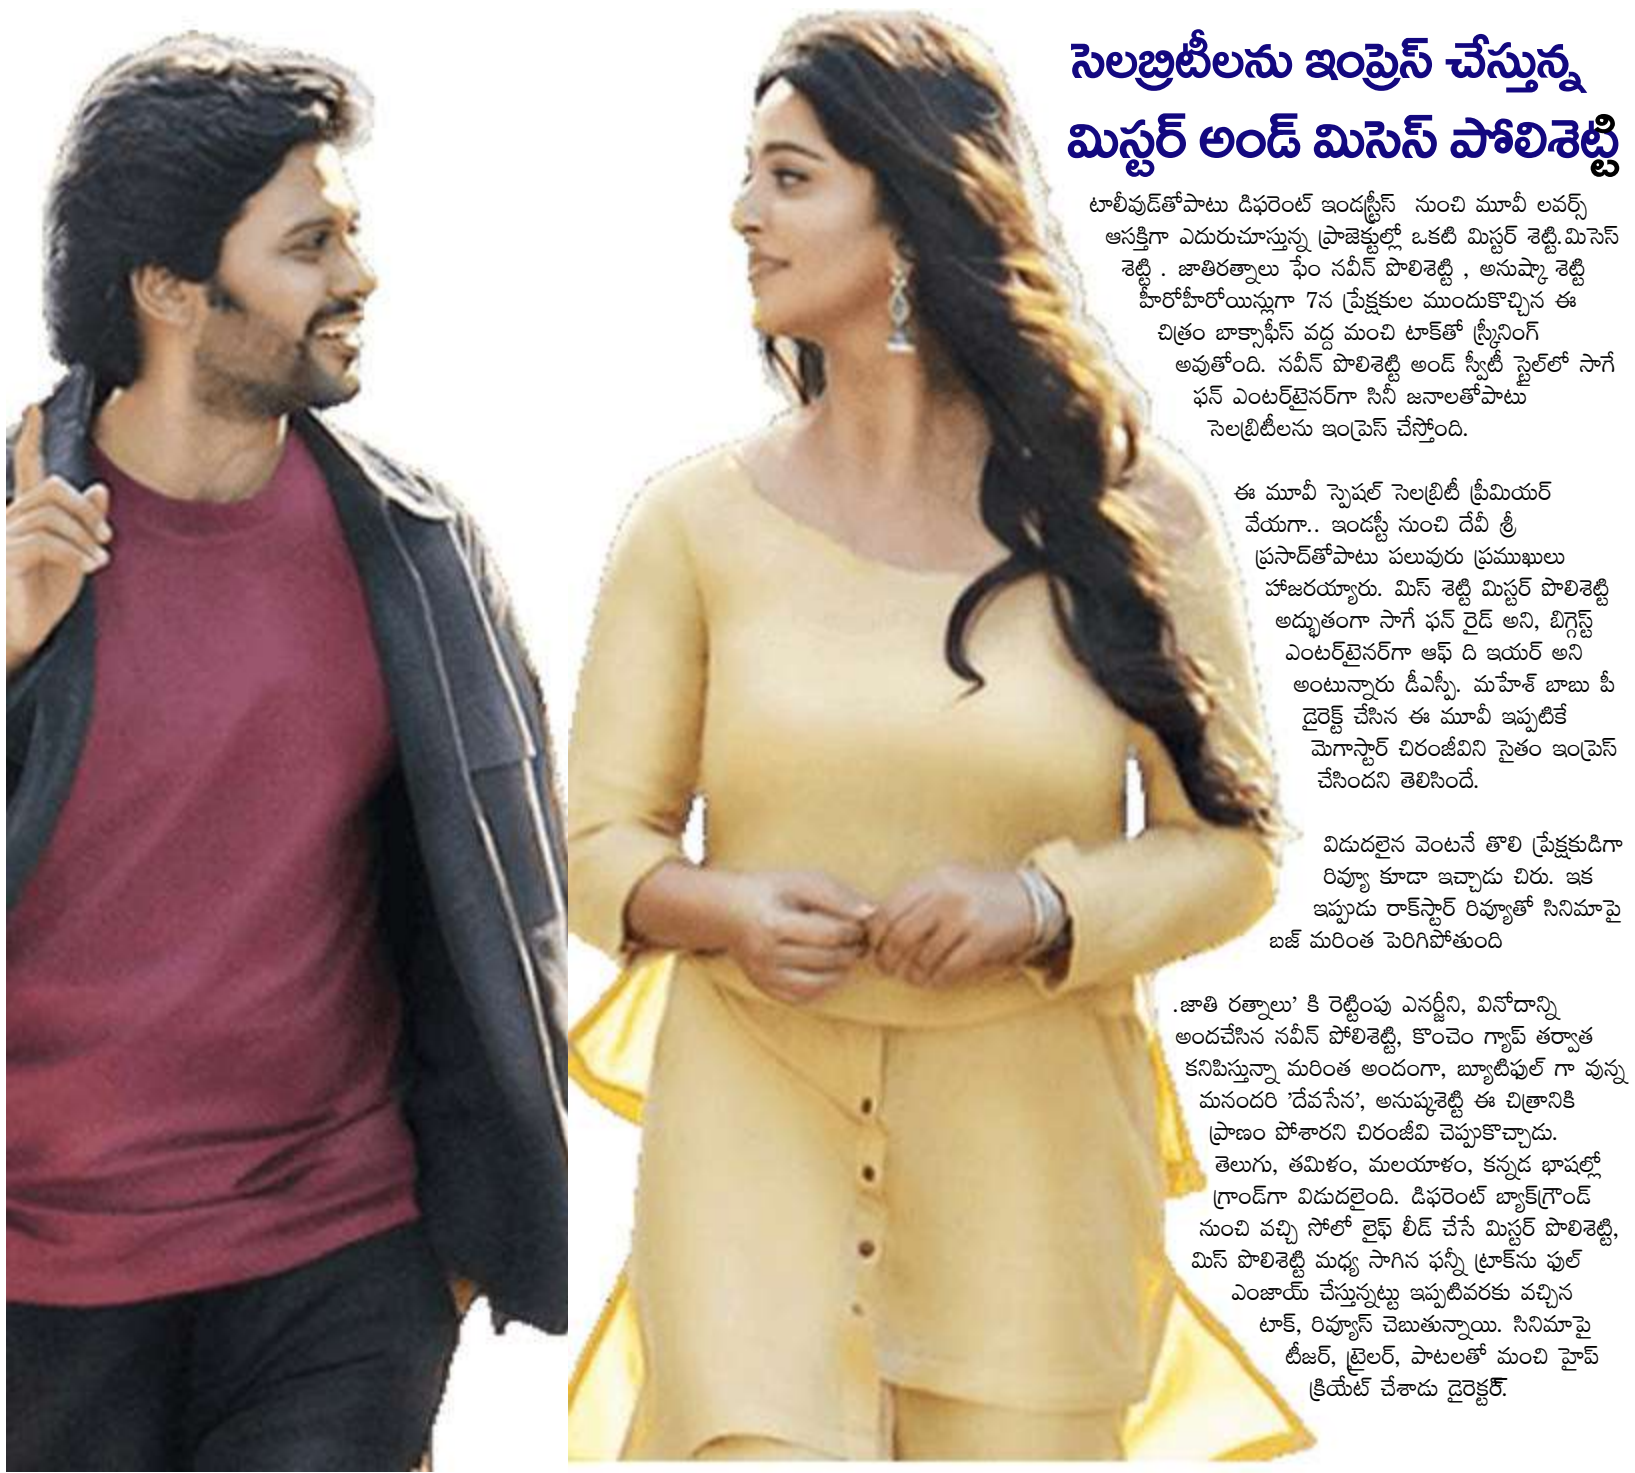 సెలబ్రిటీలను ఇంప్రెస్ చేస్తున్న
మిస్టర్ అండ్ మిసెస్ పోలిశెట్టి
టాలీవుడ్‌తోపాటు డిఫరెంట్ ఇండస్ట్రీస్ నుంచి మూవీ లవర్స్
ఆసక్తిగా ఎదురుచూస్తున్న ప్రాజెక్టుల్లో ఒకటి మిస్టర్ శెట్టి.మిసెస్
శెట్టి . జాతిరత్నాలు ఫేం నవీన్ పొలిశెట్టి , అనుష్కా శెట్టి
హీరోహీరోయిన్లుగా 7న ప్రేక్షకుల ముందుకొచ్చిన ఈ
చిత్రం బాక్సాఫీస్ వద్ద మంచి టాక్‌తో స్క్రీనింగ్
అవుతోంది. నవీన్ పొలిశెట్టి అండ్ స్వీటీ స్టైల్‌లో సాగే
ఫన్ ఎంటర్‌టైనర్‌గా సినీ జనాలతోపాటు
సెలబ్రిటీలను ఇంప్రెస్ చేస్తోంది.
ఈ మూవీ స్పెషల్ సెలబ్రిటీ ప్రీమియర్
వేయగా.. ఇండస్టీ నుంచి దేవీ శ్రీ
ప్రసాద్‌తోపాటు పలువురు ప్రముఖులు
హాజరయ్యారు. మిస్ శెట్టి మిస్టర్ పొలిశెట్టి
అద్భుతంగా సాగే ఫన్ రైడ్ అని, బిగ్గెస్ట్
ఎంటర్‌టైనర్‌గా ఆఫ్ ది ఇయర్ అని
అంటున్నారు డీఎస్పీ. మహేశ్ బాబు పీ
డైరెక్ట్ చేసిన ఈ మూవీ ఇప్పటికే
మెగాస్టార్ చిరంజీవిని సైతం ఇంప్రెస్
చేసిందని తెలిసిందే.
విడుదలైన వెంటనే తొలి ప్రేక్షకుడిగా
రివ్యూ కూడా ఇచ్చాడు చిరు. ఇక
ఇప్పుడు రాక్‌స్టార్ రివ్యూతో సినిమాపై
బజ్ మరింత పెరిగిపోతుంది
.జాతి రత్నాలు' కి రెట్టింపు ఎనర్జీని, వినోదాన్ని
అందచేసిన నవీన్ పోలిశెట్టి, కొంచెం గ్యాప్ తర్వాత
కనిపిస్తున్నా మరింత అందంగా, బ్యూటిఫుల్ గా వున్న
మనందరి 'దేవసేన', అనుష్కశెట్టి ఈ చిత్రానికి
ప్రాణం పోశారని చిరంజీవి చెప్పుకొచ్చాడు.
తెలుగు, తమిళం, మలయాళం, కన్నడ భాషల్లో
గ్రాండ్‌గా విడుదలైంది. డిఫరెంట్ బ్యాక్‌గ్రౌండ్
నుంచి వచ్చి సోలో లైఫ్ లీడ్ చేసే మిస్టర్ పొలిశెట్టి,
మిస్ పొలిశెట్టి మధ్య సాగిన ఫన్నీ ట్రాక్‌ను ఫుల్
ఎంజాయ్ చేస్తున్నట్టు ఇప్పటివరకు వచ్చిన
టాక్, రివ్యూస్ చెబుతున్నాయి. సినిమాపై
టీజర్, ట్రైలర్, పాటలతో మంచి హైప్
క్రియేట్ చేశాడు డైరెక్టర్.